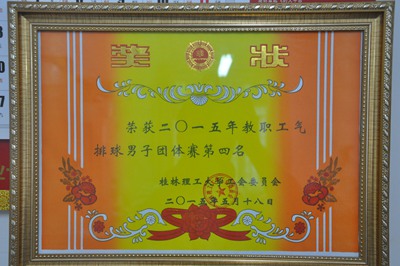 奖 状
荣获二〇一五年教职工气
排球男子团体赛第四名
桂林理工大学工会委员会
二〇一五年五月十八日